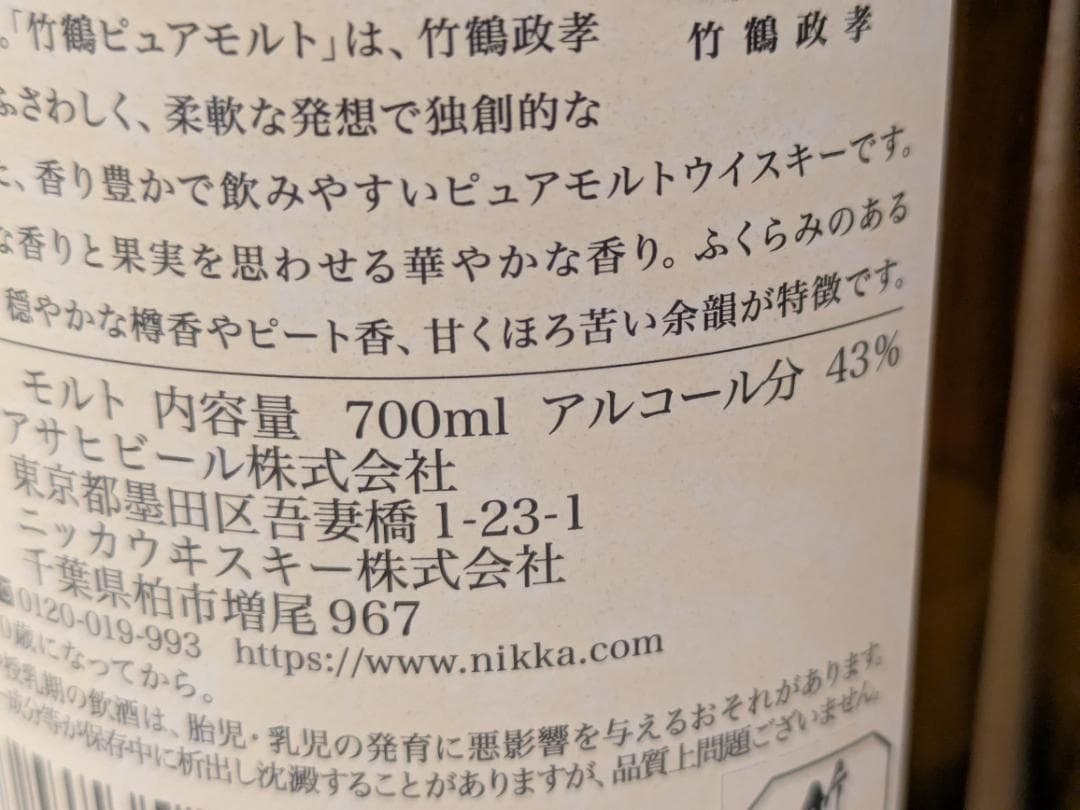 「竹鶴ピュアモルト」は、竹鶴政孝
竹鶴政孝
ふさわしく、柔軟な発想で独創的な
、香り豊かで飲みやすいピュアモルトウイスキーです。
な香りと果実を思わせる華やかな香り。ふくらみのある
穏やかな樽香やピート香、甘くほろ苦い余韻が特徴です。
モルト 内容量 700ml アルコール分 43%
アサヒビール株式会社
東京都墨田区吾妻橋1-23-1
ニッカウヰスキー株式会社
千葉県柏市増尾967
0120-019-993 https://www.nikka.com
0歳になってから。
授乳期の飲酒は、胎児・乳児の発育に悪影響を与えるおそれがあります。
成分等が保存中に析出し沈澱することがありますが、品質上問題ございません。